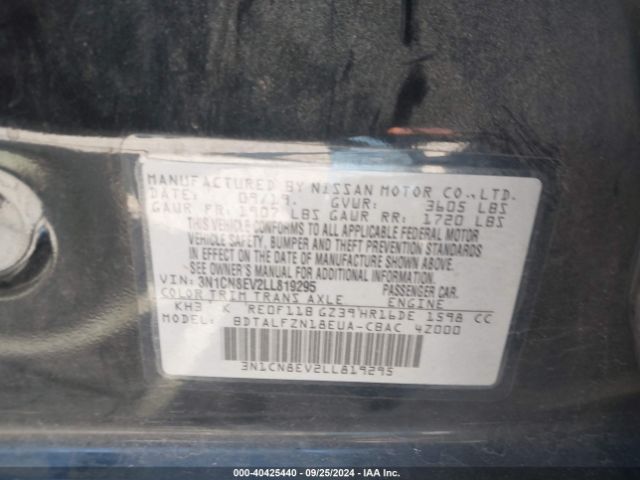 MANUFACTURED BY NISSAN MOTOR CO.,LTD.
DATE: 09/19. GVWR: 3605 LBS
GAWR FR: 1907 LBS GAWR RR: 1720 LBS
THIS VEHICLE CONFORMS TO ALL APPLICABLE FEDERAL MOTOR
VEHICLE SAFETY, BUMPER AND THEFT PREVENTION STANDARDS
IN EFFECT ON THE DATE OF MANUFACTURE SHOWN ABOVE.
SEE OWNER'S MANUAL FOR ADDITIONAL INFORMATION.
VIN: 3N1CN8EV2LL819295 PASSENGER CAR.
COLOR TRIM TRANS AXLE ENGINE
KH3 K RE0F11B GZ39 HR16DE 1598 CC
MODEL: BDTALFZN18EUA-CBAC 4Z000
3N1CN8EV2LL819295
000-40425440 - 09/25/2024 - IAA Inc.